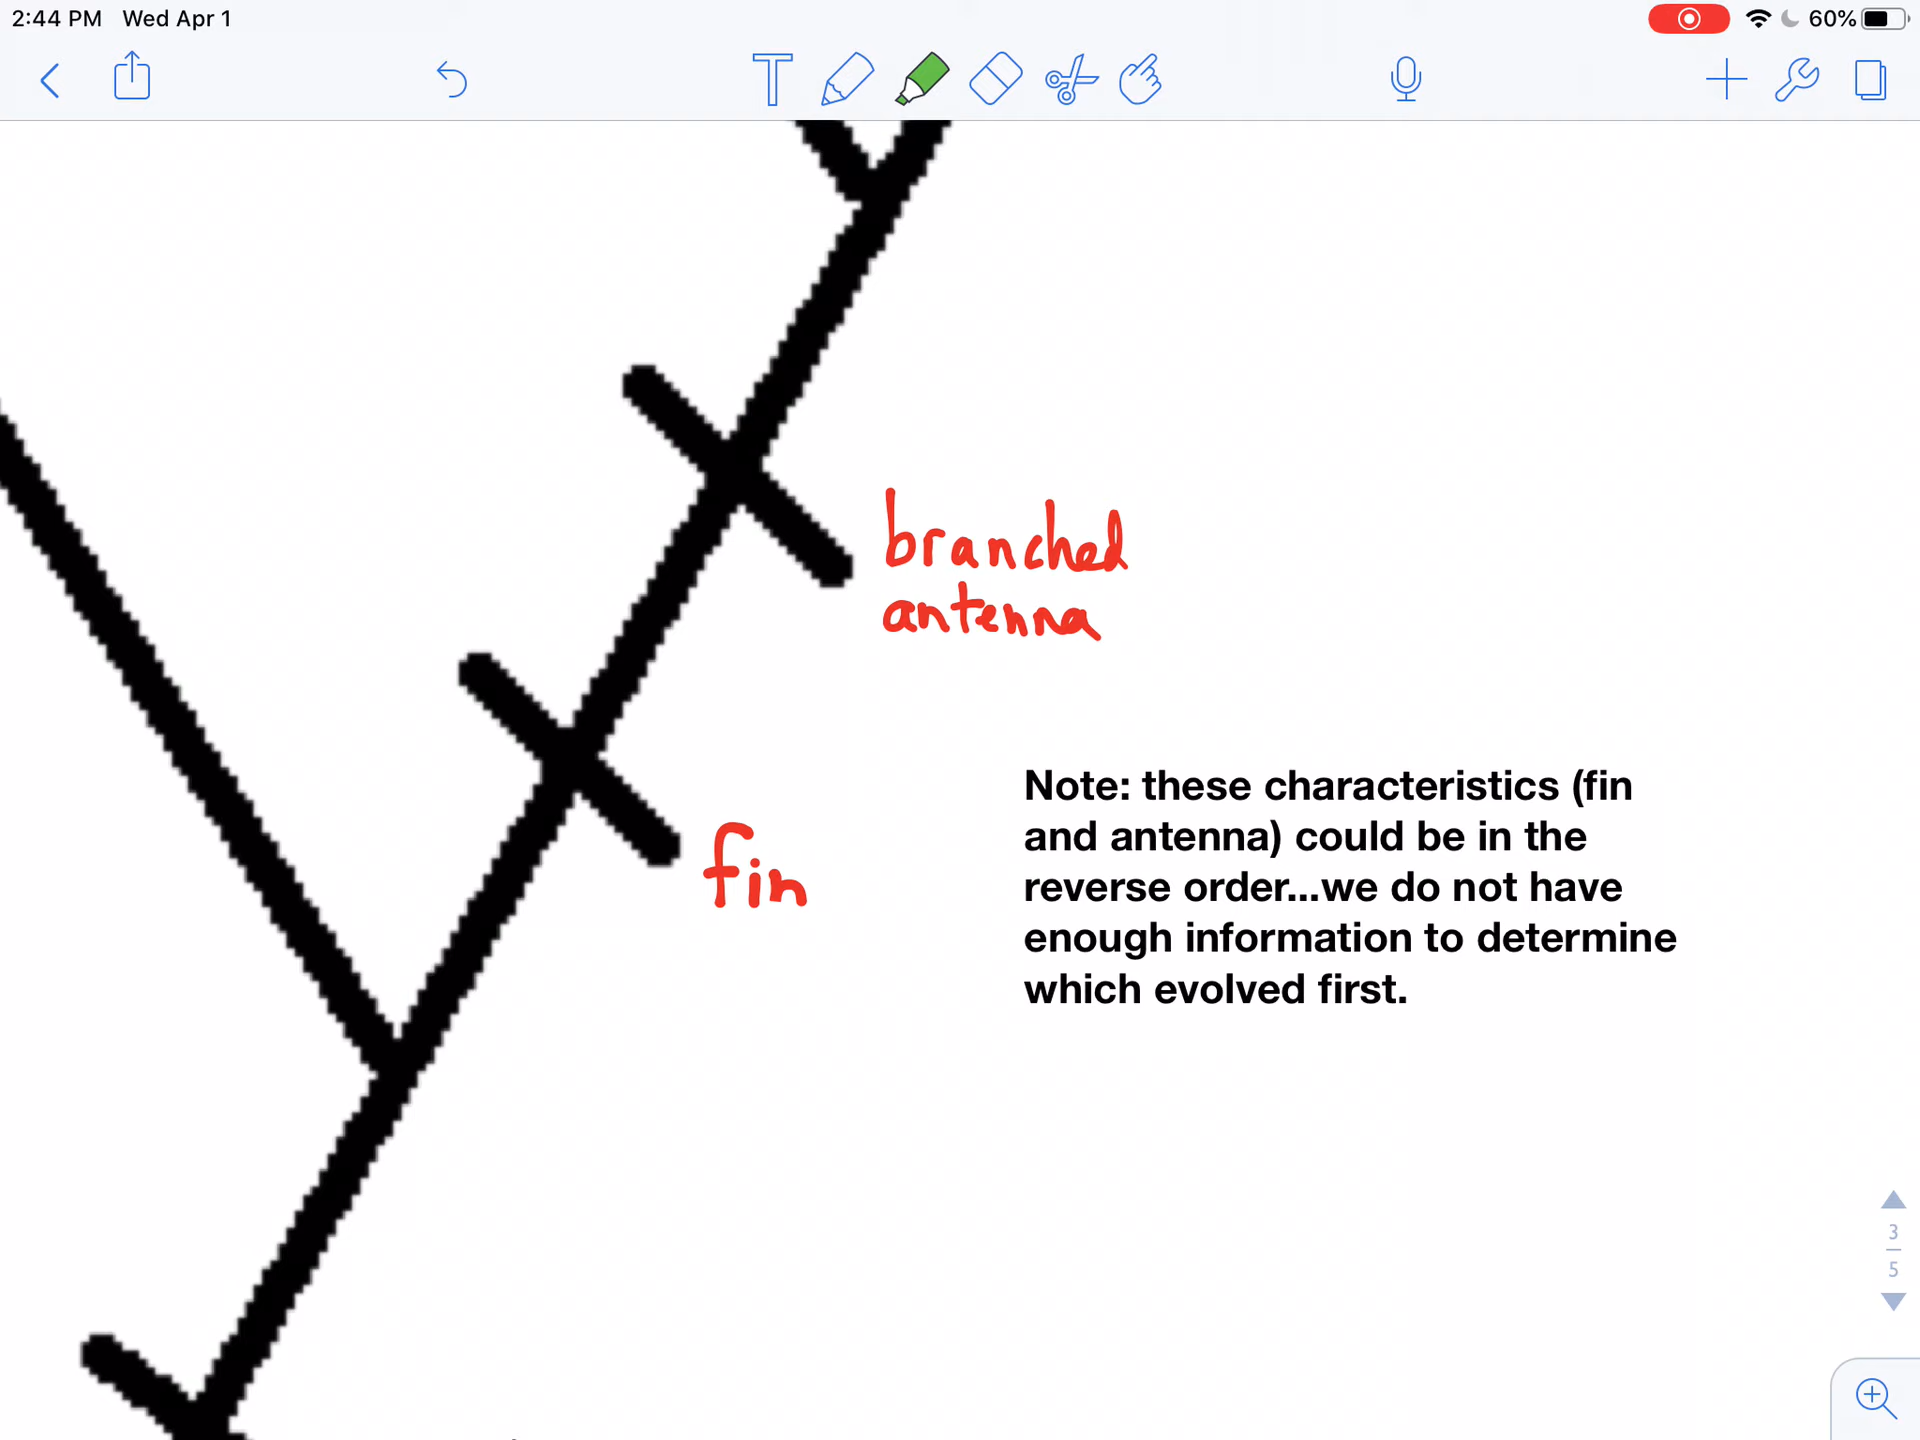 2:44 PM Wed Apr 1
60%
T
branched
antenna
fin
Note: these characteristics (fin
and antenna) could be in the
reverse order...we do not have
enough information to determine
which evolved first.
3
5